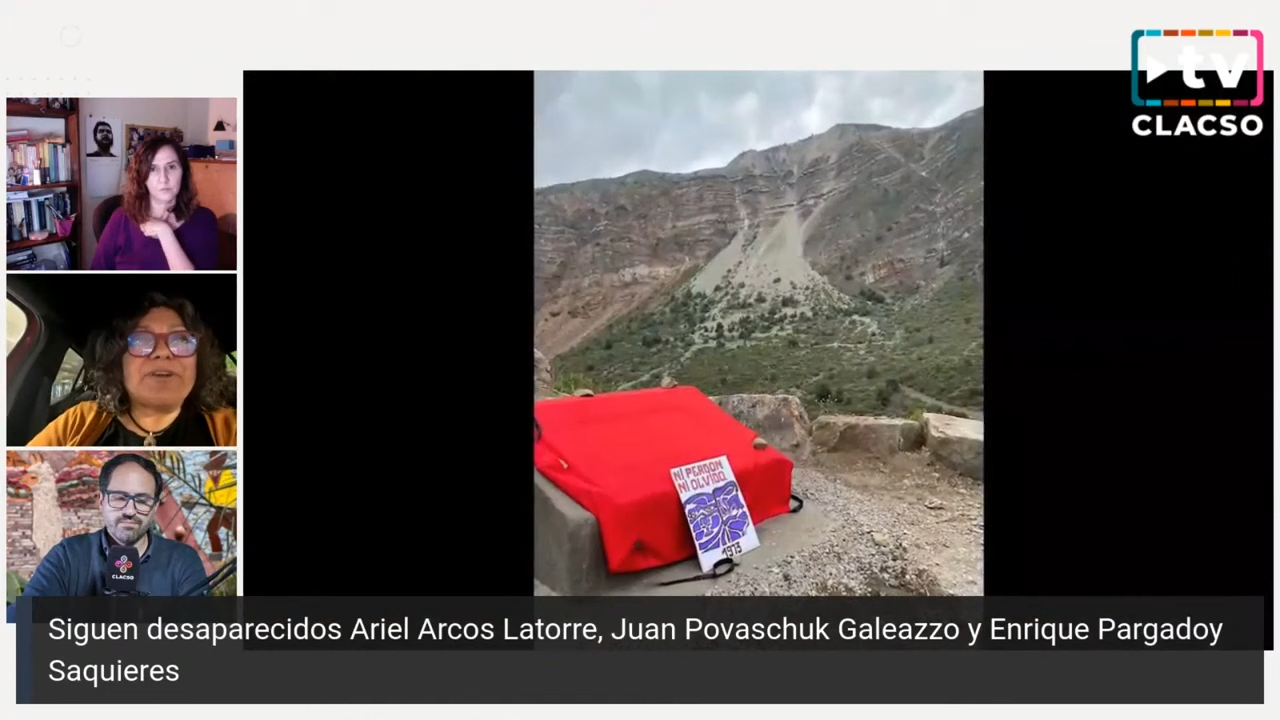 tv
CLACSO
NI PERDON
NI OLVIDO
1973
CLACSO
Siguen desaparecidos Ariel Arcos Latorre, Juan Povaschuk Galeazzo y Enrique Pargadoy
Saquieres